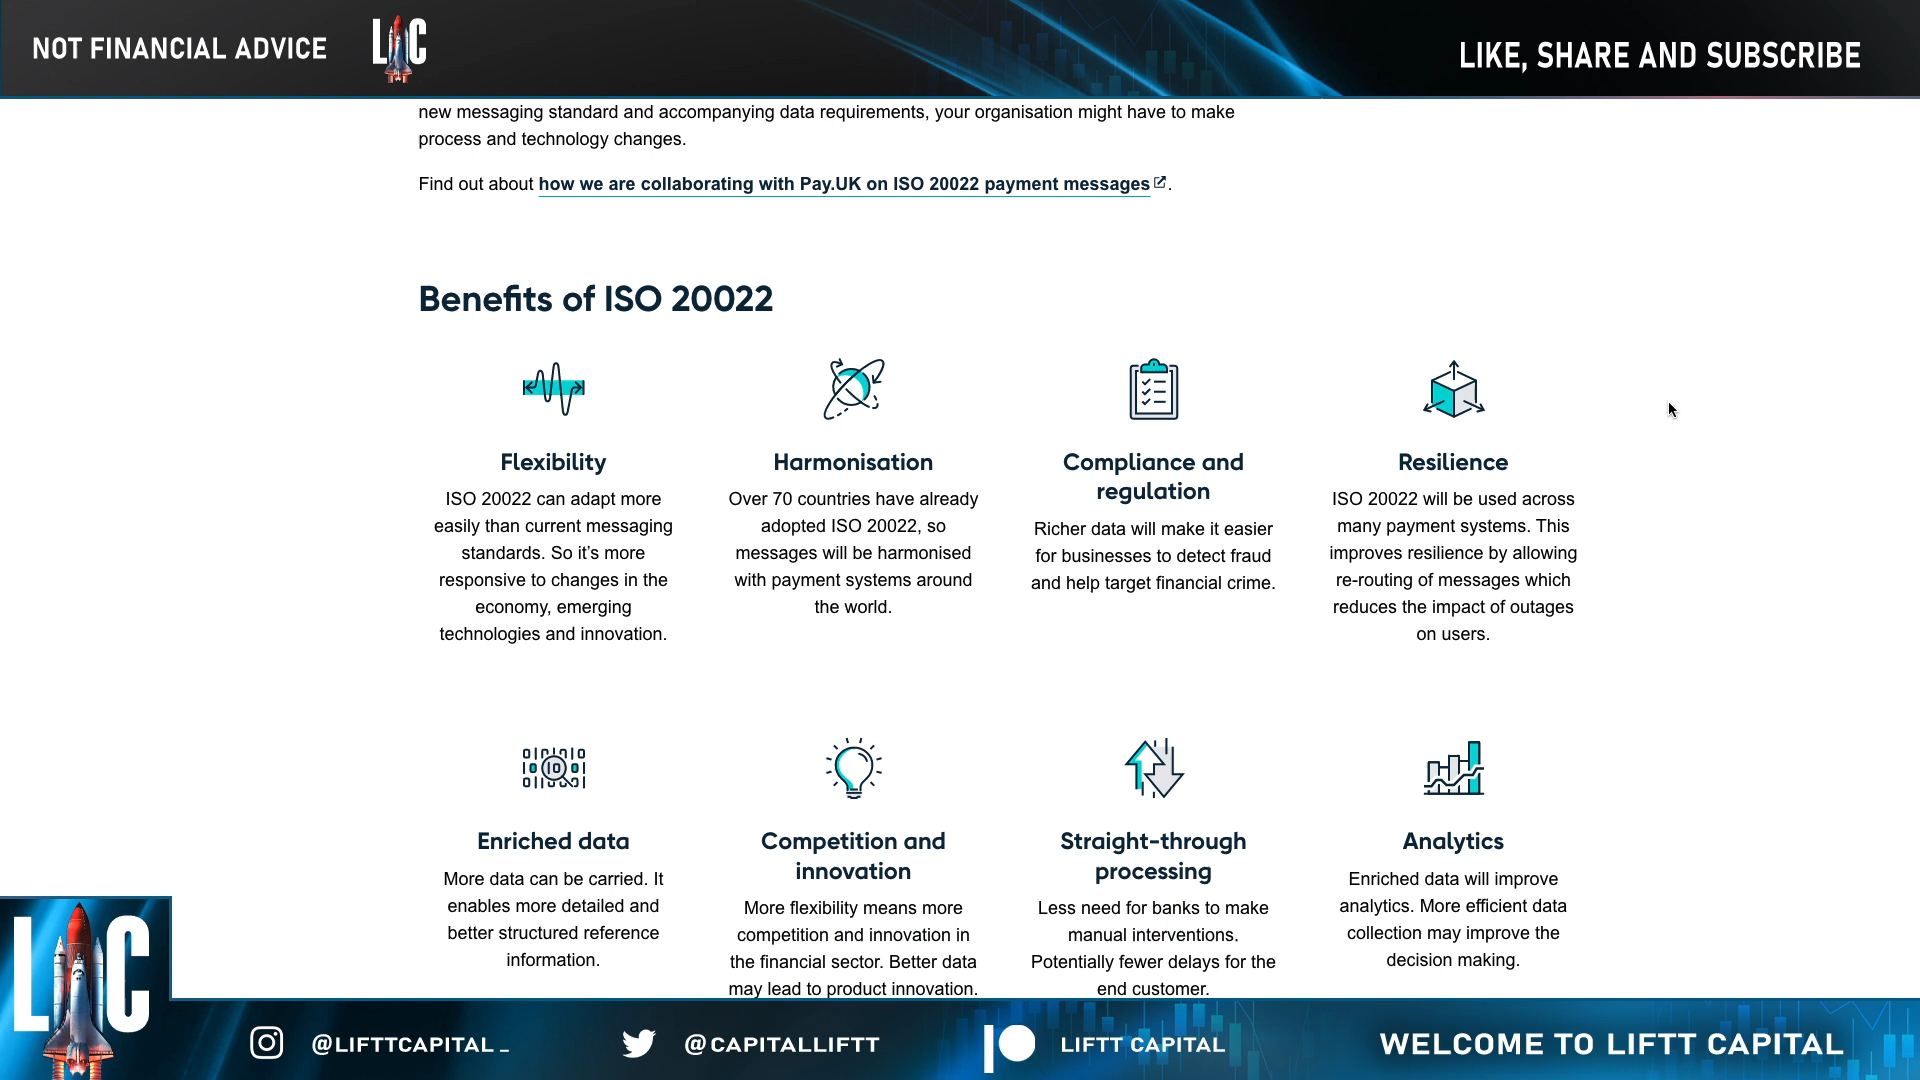 NOT FINANCIAL ADVICE
LC
LIKE, SHARE AND SUBSCRIBE
new messaging standard and accompanying data requirements, your organisation might have to make
process and technology changes.
Find out about how we are collaborating with Pay.UK on ISO 20022 payment messages.
Benefits of ISO 20022
Flexibility
ISO 20022 can adapt more
easily than current messaging
standards. So it’s more
responsive to changes in the
economy, emerging
technologies and innovation.
Harmonisation
Over 70 countries have already
adopted ISO 20022, so
messages will be harmonised
with payment systems around
the world.
Compliance and
regulation
Richer data will make it easier
for businesses to detect fraud
and help target financial crime.
Resilience
ISO 20022 will be used across
many payment systems. This
improves resilience by allowing
re-routing of messages which
reduces the impact of outages
on users.
Enriched data
More data can be carried. It
enables more detailed and
better structured reference
information.
Competition and
innovation
More flexibility means more
competition and innovation in
the financial sector. Better data
may lead to product innovation.
Straight-through
processing
Less need for banks to make
manual interventions.
Potentially fewer delays for the
end customer.
Analytics
Enriched data will improve
analytics. More efficient data
collection may improve the
decision making.
LC
@LIFTTCAPITAL_
@CAPITALLIFTT
LIFTT CAPITAL
WELCOME TO LIFTT CAPITAL